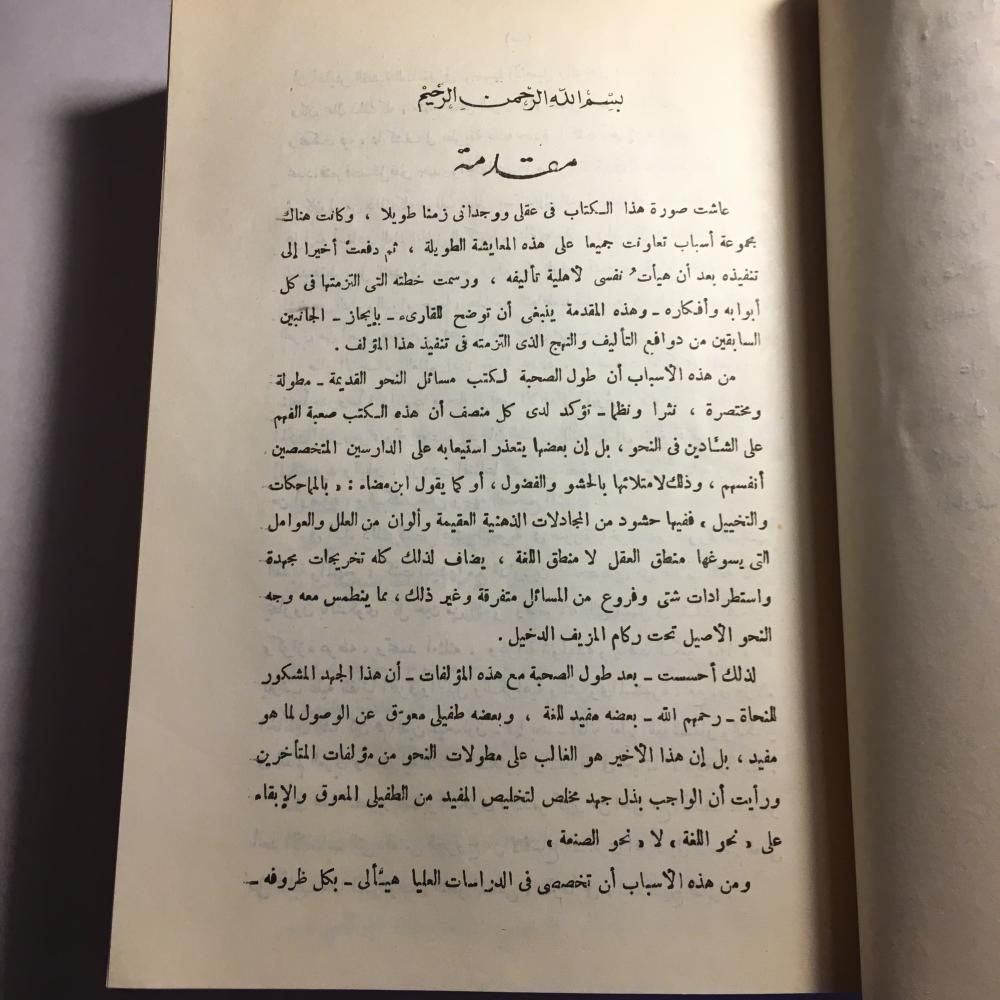 بسم الله الرحمن الرحيم
مقدمة
عاشت صورة هذا الكتاب فى عقلى ووجدانى زمنا طويلا ، وكانت هناك
مجموعة أسباب تعاونت جميعا على هذه المعايشة الطويلة ، ثم دفعت أخيرا إلى
تنفيذه بعد أن هيأتُ نفسى لأهلية تأليفه ، ورسمت خطته التى التزمتها فى كل
أبوابه وأفكاره ـ وهذه المقدمة ينبغى أن توضح للقارىء ـ بإيجاز ـ الجانبين
السابقين من دوافع التأليف والنهج الذى التزمته فى تنفيذ هذا المؤلف .
من هذه الأسباب أن طول الصحبة لكتب مسائل النحو القديمة ـ مطولة
ومختصرة ، نثرا ونظما ـ تؤكد لدى كل منصف أن هذه الكتب صعبة الفهم
على الشَّادين فى النحو ، بل إن بعضها يتعذر استيعابه على الدارسين المتخصصين
أنفسهم ، وذلك لامتلائها بالحشو والفضول ، أو كما يقول ابن مضاء : « بالماحكات
والتخييل » ففيها حشود من المجادلات الذهنية العقيمة وألوان من العلل والعوامل
التى يسوغها منطق العقل لا منطق اللغة ، يضاف لذلك كله تخريجات مجهدة
واستطرادات شتى وفروع من المسائل متفرقة وغير ذلك ، مما ينطمس معه وجه
النحو الأصيل تحت ركام المزيف الدخيل .
لذلك أحسست ـ بعد طول الصحبة مع هذه المؤلفات ـ أن هذا الجهد المشكور
للنحاة ـ رحمهم الله ـ بعضه مفيد للغة ، وبعضه طفيلى معوّق عن الوصول لما هو
مفيد ، بل إن هذا الأخير هو الغالب على مطولات النحو من مؤلفات المتأخرين
ورأيت أن الواجب بذل جهد مخلص لتخليص المفيد من الطفيلى المعوق والإبقاء
على « نحو اللغة » لا « نحو الصنعة »
ومن هذه الأسباب أن تخصصى فى الدراسات العليا هيَّأ لى ـ بكل ظروفه ـ